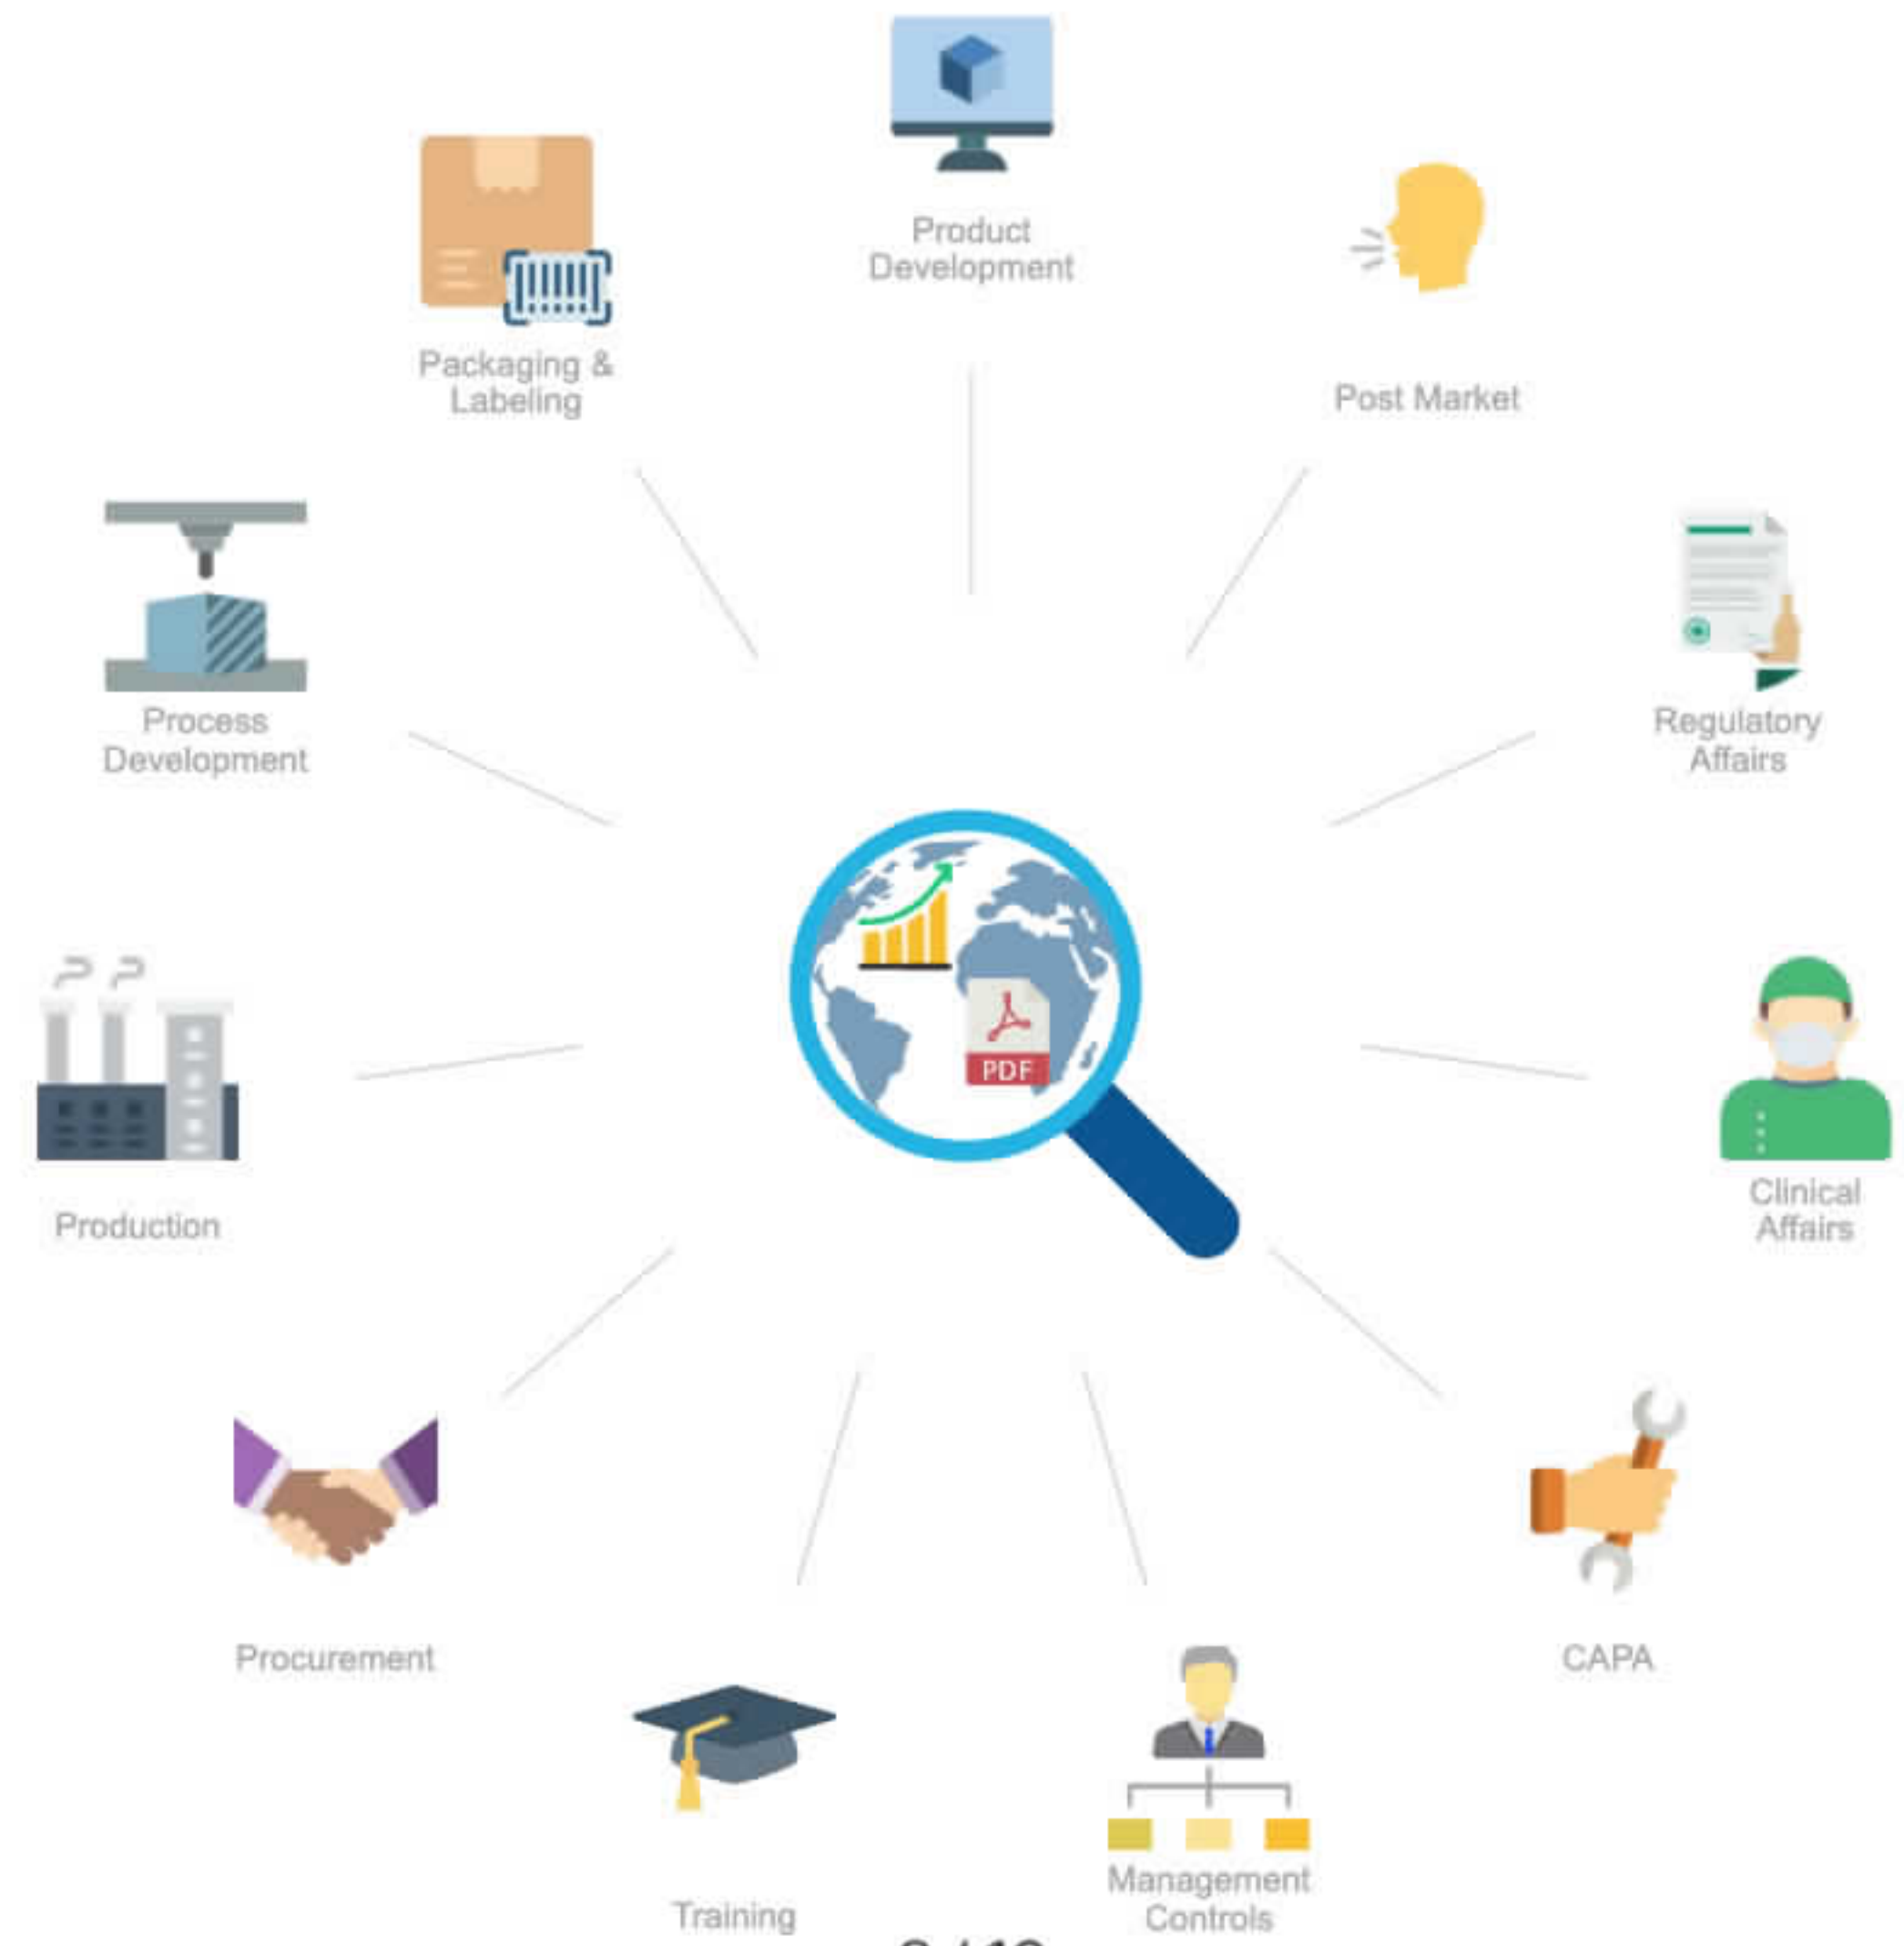 Product
Development
Packaging &
Labeling
Post Market
Process
Development
Regulatory
Affairs
PDF
Production
Clinical
Affairs
Procurement
CAPA
Training
Management
Controls